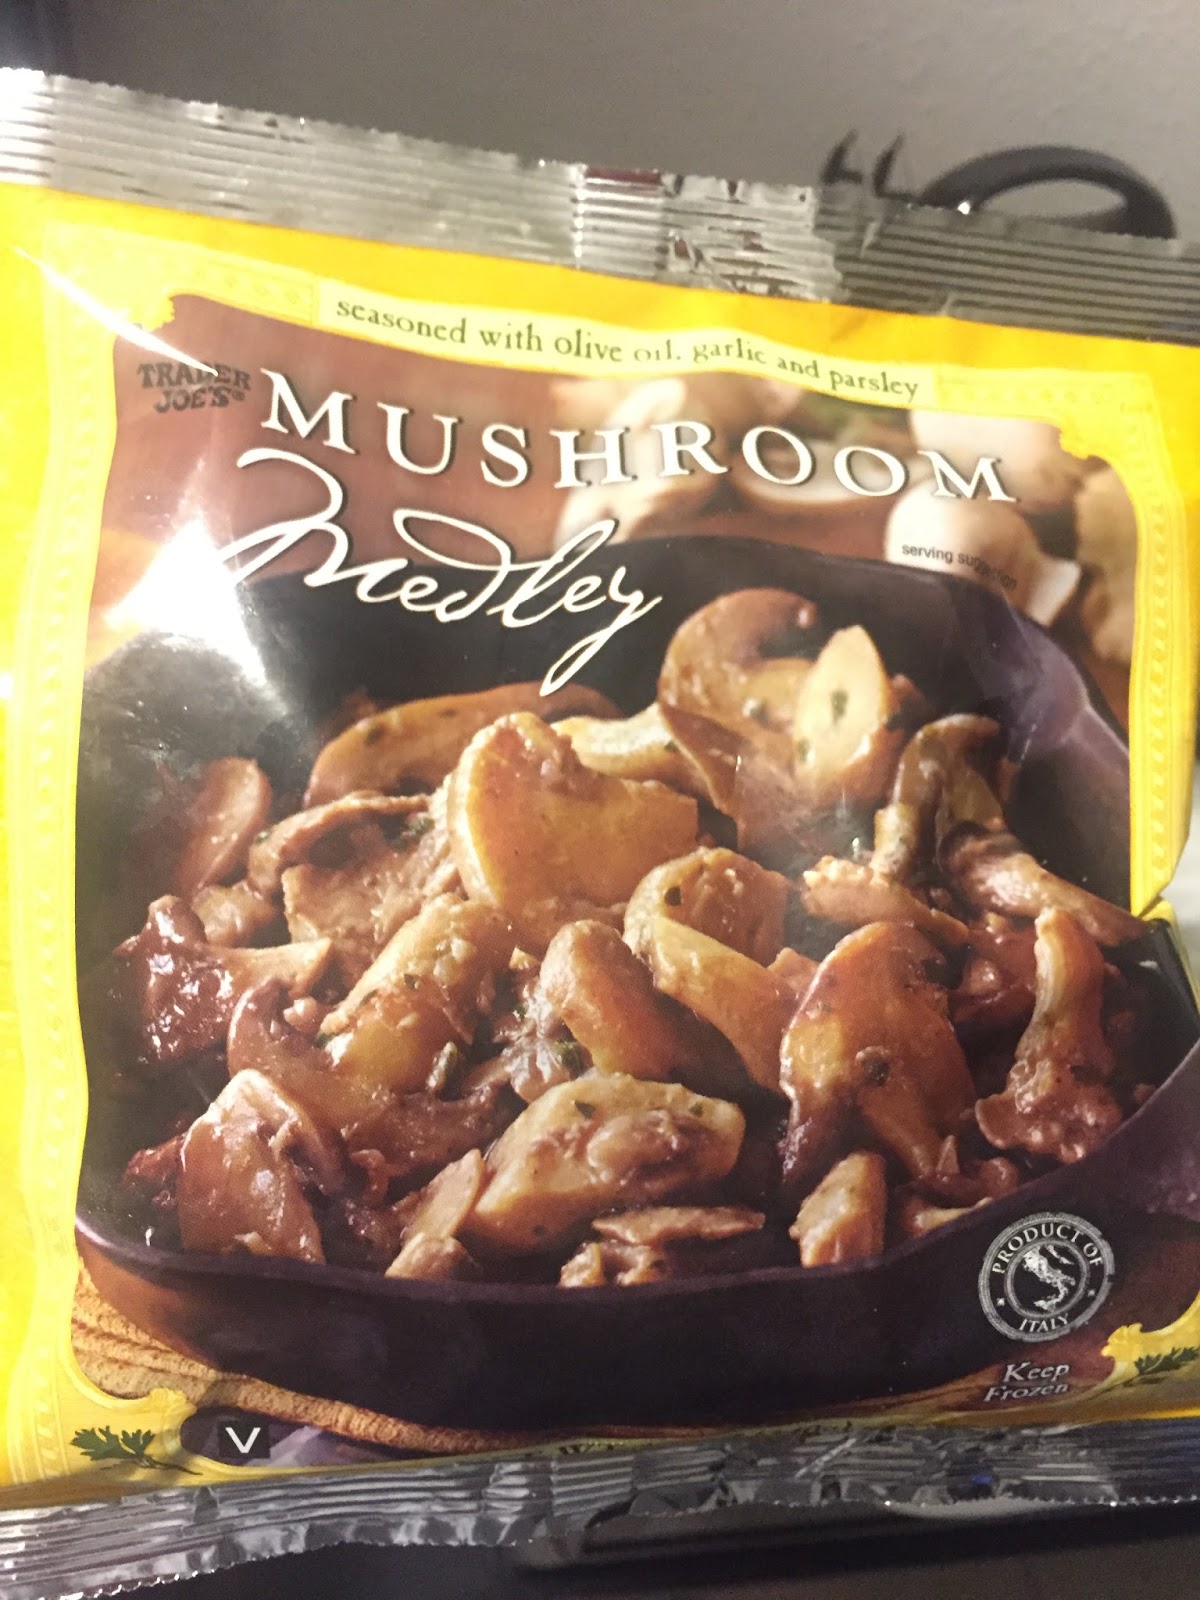 seasoned with olive oil, garlic and parsley
TRADER
JOE'S®
MUSHROOM
Medley
serving suggestion
PRODUCT OF
ITALY
Keep
Frozen
V